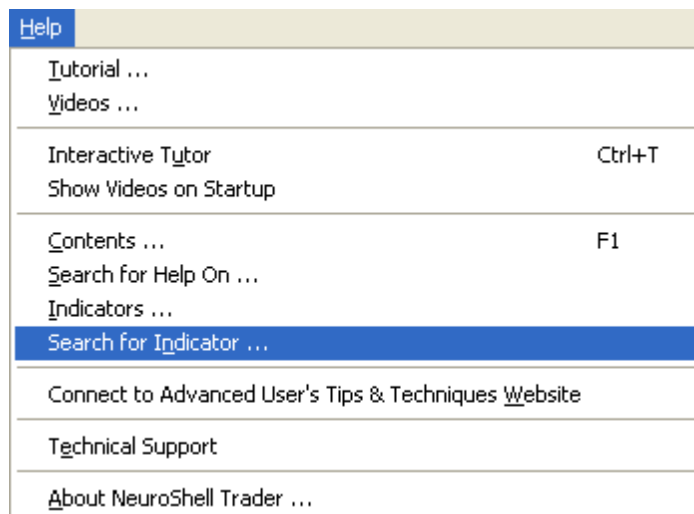 Help
Tutorial ...
Videos ...
Interactive Tutor Ctrl+T
Show Videos on Startup
Contents ... F1
Search for Help On ...
Indicators ...
Search for Indicator ...
Connect to Advanced User's Tips & Techniques Website
Technical Support
About NeuroShell Trader ...